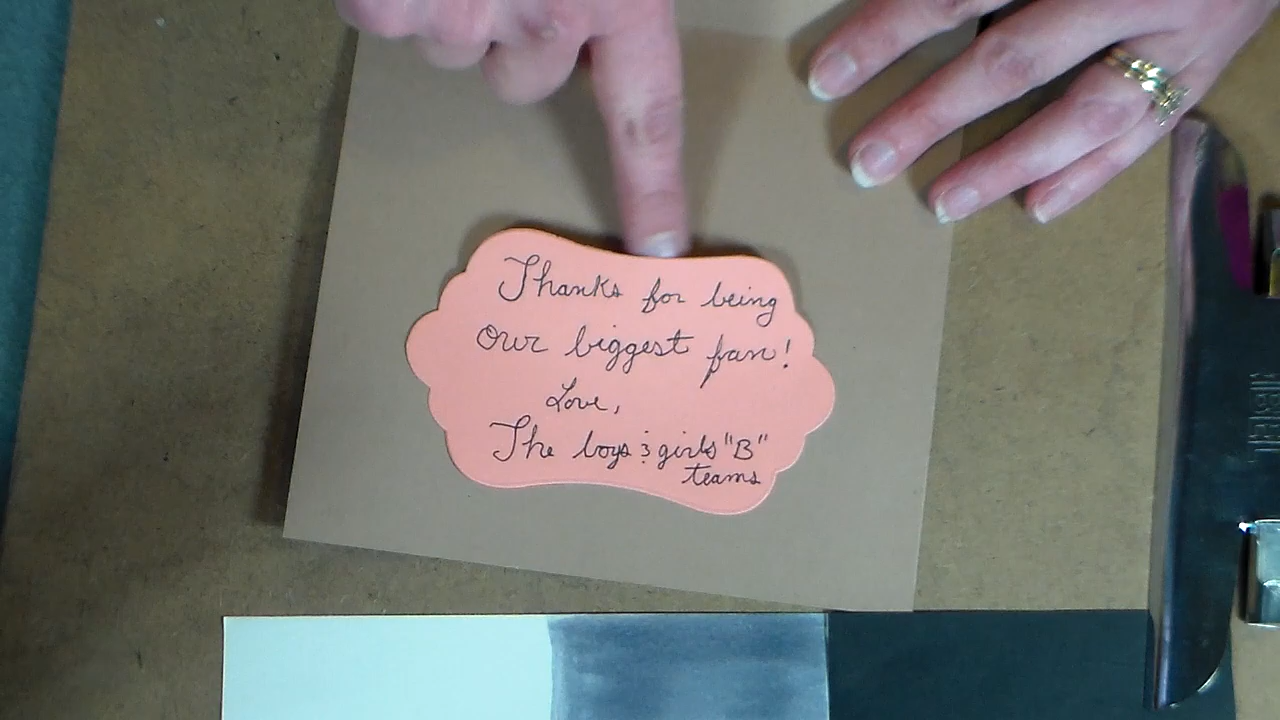 Thanks for being
our biggest fan!
Love,
The boys & girls "B"
teams